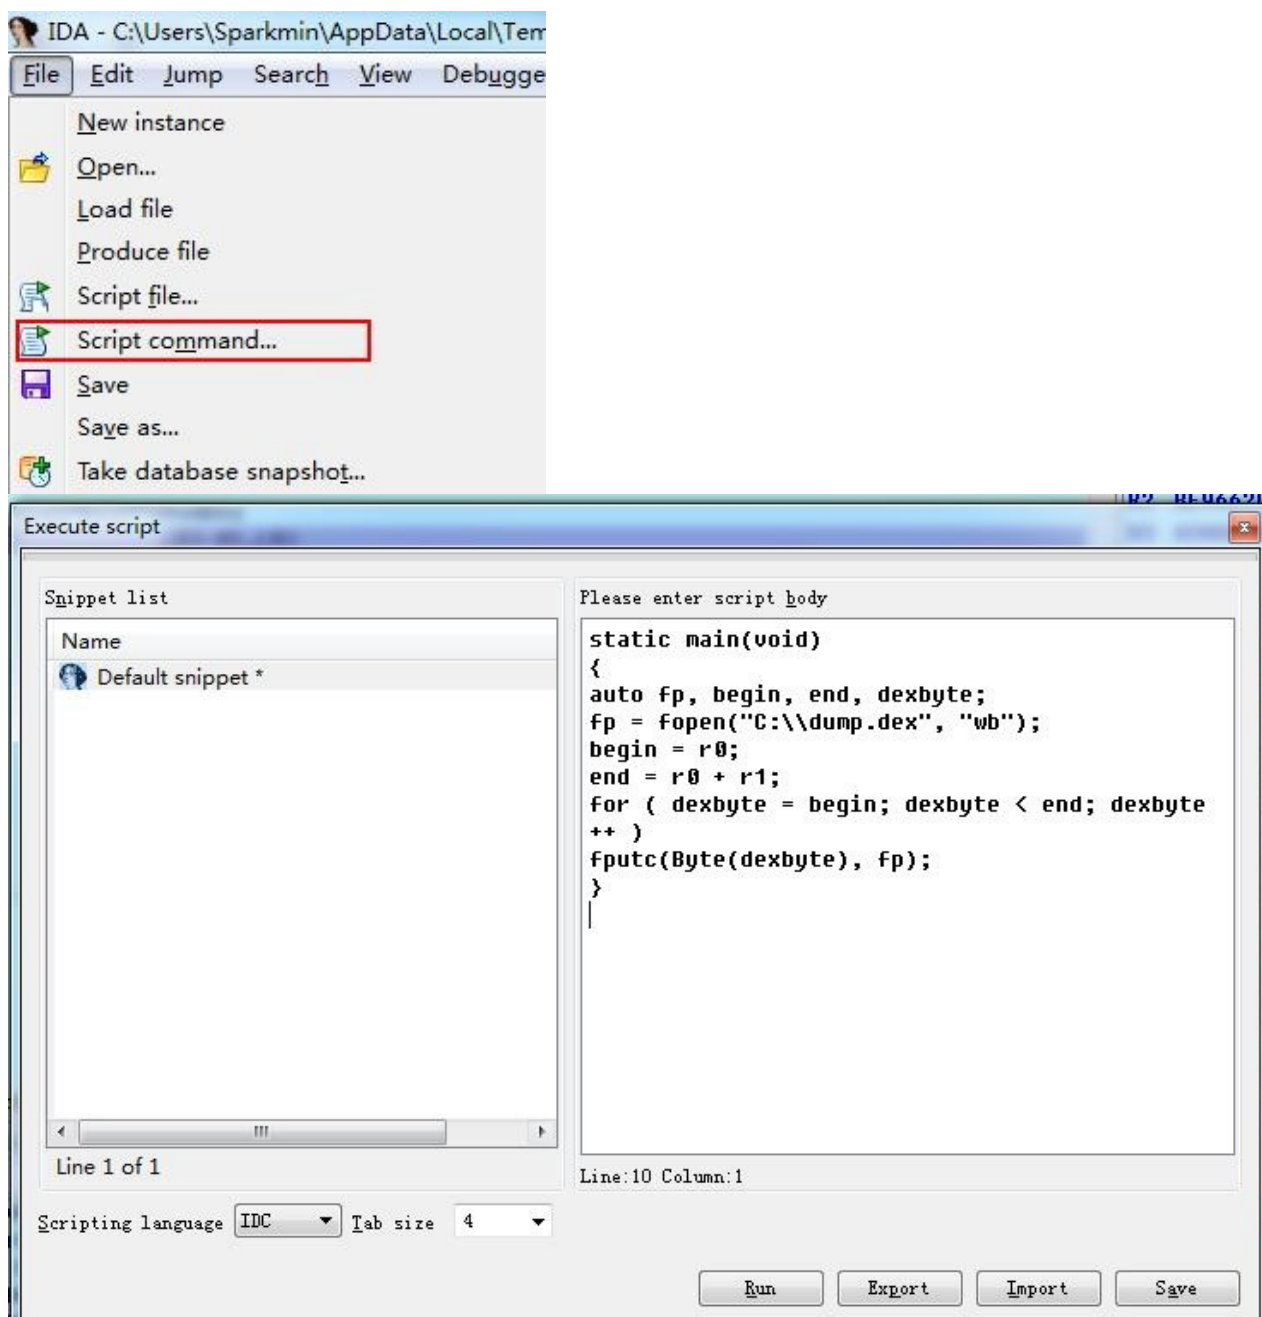 IDA - C:\Users\Sparkmin\AppData\Local\Tem
File Edit Jump Search View Debugge
New instance
Open...
Load file
Produce file
Script file...
Script command...
Save
Save as...
Take database snapshot...
Execute script
Snippet list
Name
Default snippet *
Line 1 of 1
Please enter script body
static main(void)
{
auto fp, begin, end, dexbyte;
fp = fopen("C:\\dump.dex", "wb");
begin = r0;
end = r0 + r1;
for ( dexbyte = begin; dexbyte < end; dexbyte
++ )
fputc(Byte(dexbyte), fp);
}
Line:10 Column:1
Scripting language IDC Tab size 4
Run Export Import Save